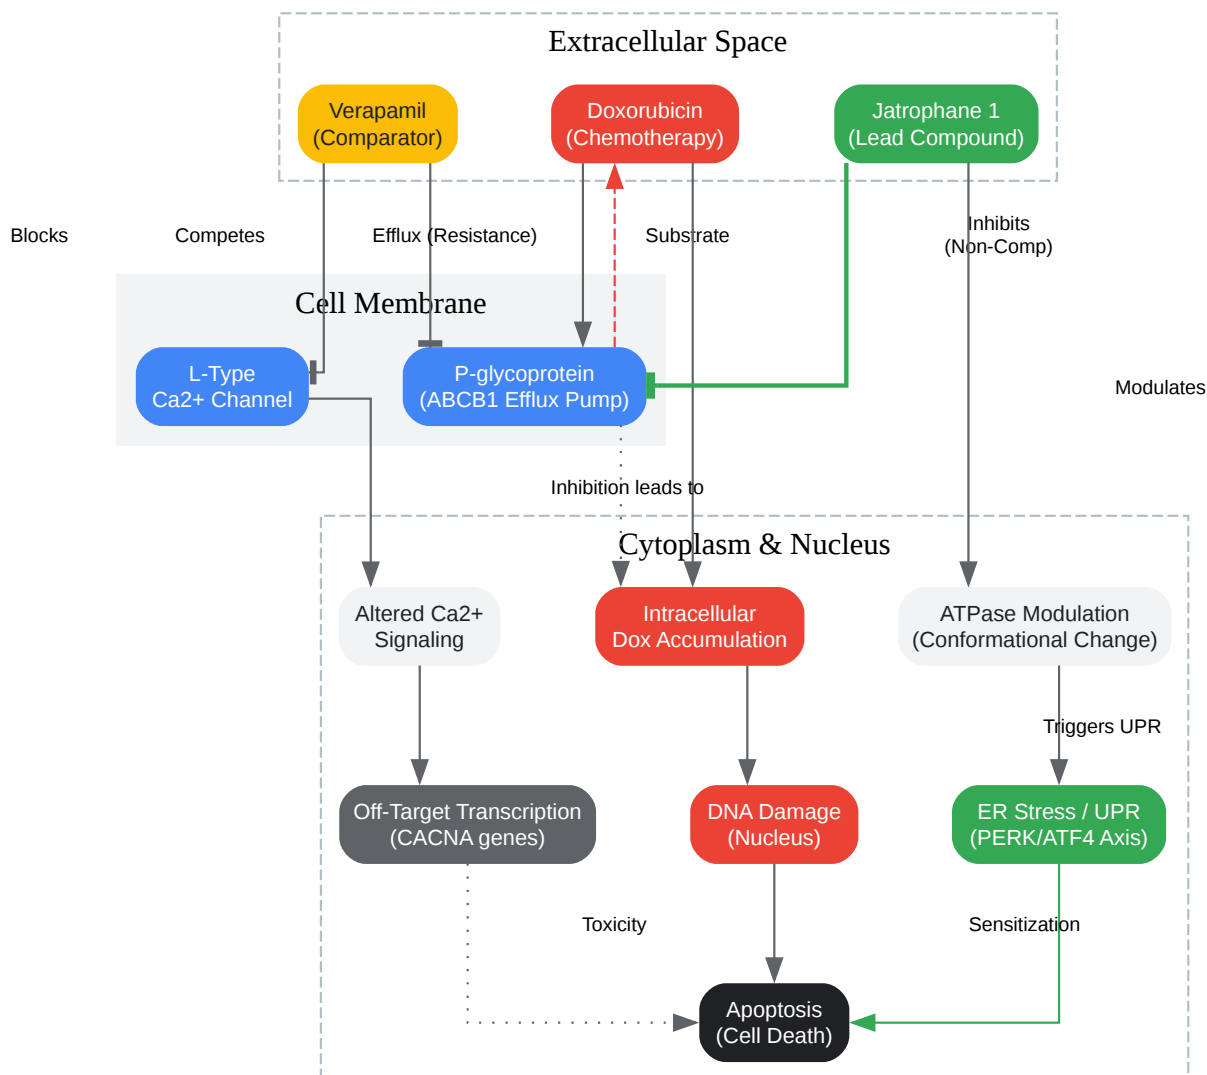 Extracellular Space
Verapamil
(Comparator)
Doxorubicin
(Chemotherapy)
Jatrophane 1
(Lead Compound)
Blocks
Competes
Efflux (Resistance)
Substrate
Inhibits
(Non-Comp)
Cell Membrane
L-Type
Ca2+ Channel
P-glycoprotein
(ABCB1 Efflux Pump)
Modulates
Inhibition leads to
Cytoplasm & Nucleus
Altered Ca2+
Signaling
Intracellular
Dox Accumulation
ATPase Modulation
(Conformational Change)
Triggers UPR
Off-Target Transcription
(CACNA genes)
DNA Damage
(Nucleus)
ER Stress / UPR
(PERK/ATF4 Axis)
Toxicity
Sensitization
Apoptosis
(Cell Death)